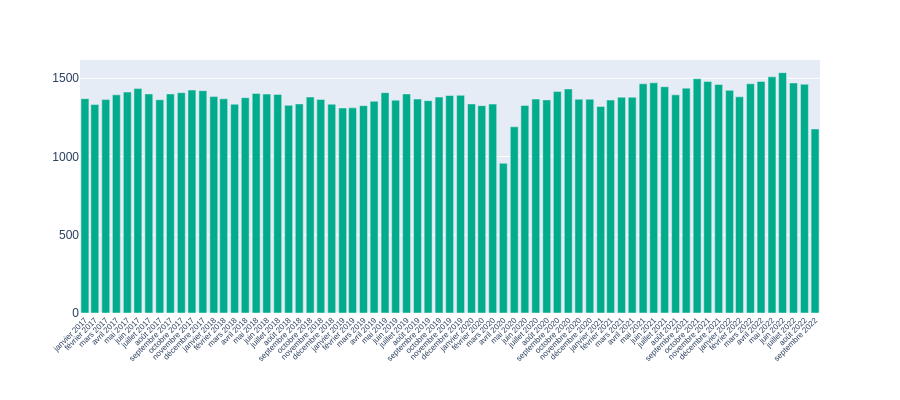 1500
1000
500
0
janvier 2017
février 2017
mars 2017
avril 2017
mai 2017
juin 2017
juillet 2017
août 2017
septembre 2017
octobre 2017
novembre 2017
décembre 2017
janvier 2018
février 2018
mars 2018
avril 2018
mai 2018
juin 2018
juillet 2018
août 2018
septembre 2018
octobre 2018
novembre 2018
décembre 2018
janvier 2019
février 2019
mars 2019
avril 2019
mai 2019
juin 2019
juillet 2019
août 2019
septembre 2019
octobre 2019
novembre 2019
décembre 2019
janvier 2020
février 2020
mars 2020
avril 2020
mai 2020
juin 2020
juillet 2020
août 2020
septembre 2020
octobre 2020
novembre 2020
décembre 2020
janvier 2021
février 2021
mars 2021
avril 2021
mai 2021
juin 2021
juillet 2021
août 2021
septembre 2021
octobre 2021
novembre 2021
décembre 2021
janvier 2022
février 2022
mars 2022
avril 2022
mai 2022
juin 2022
juillet 2022
août 2022
septembre 2022